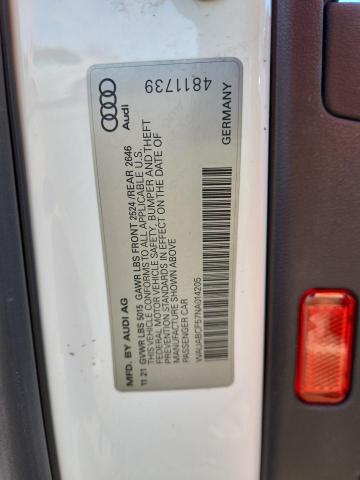 MFD. BY AUDI AG
11 21 GVWR LBS 5015 GAWR LBS FRONT 2524 /REAR 2646
THIS VEHICLE CONFORMS TO ALL APPLICABLE U.S.
FEDERAL MOTOR VEHICLE SAFETY, BUMPER AND THEFT
PREVENTION STANDARDS IN EFFECT ON THE DATE OF
MANUFACTURE SHOWN ABOVE
PASSENGER CAR
WAUABCF57NA014205
GERMANY
Audi
4811739